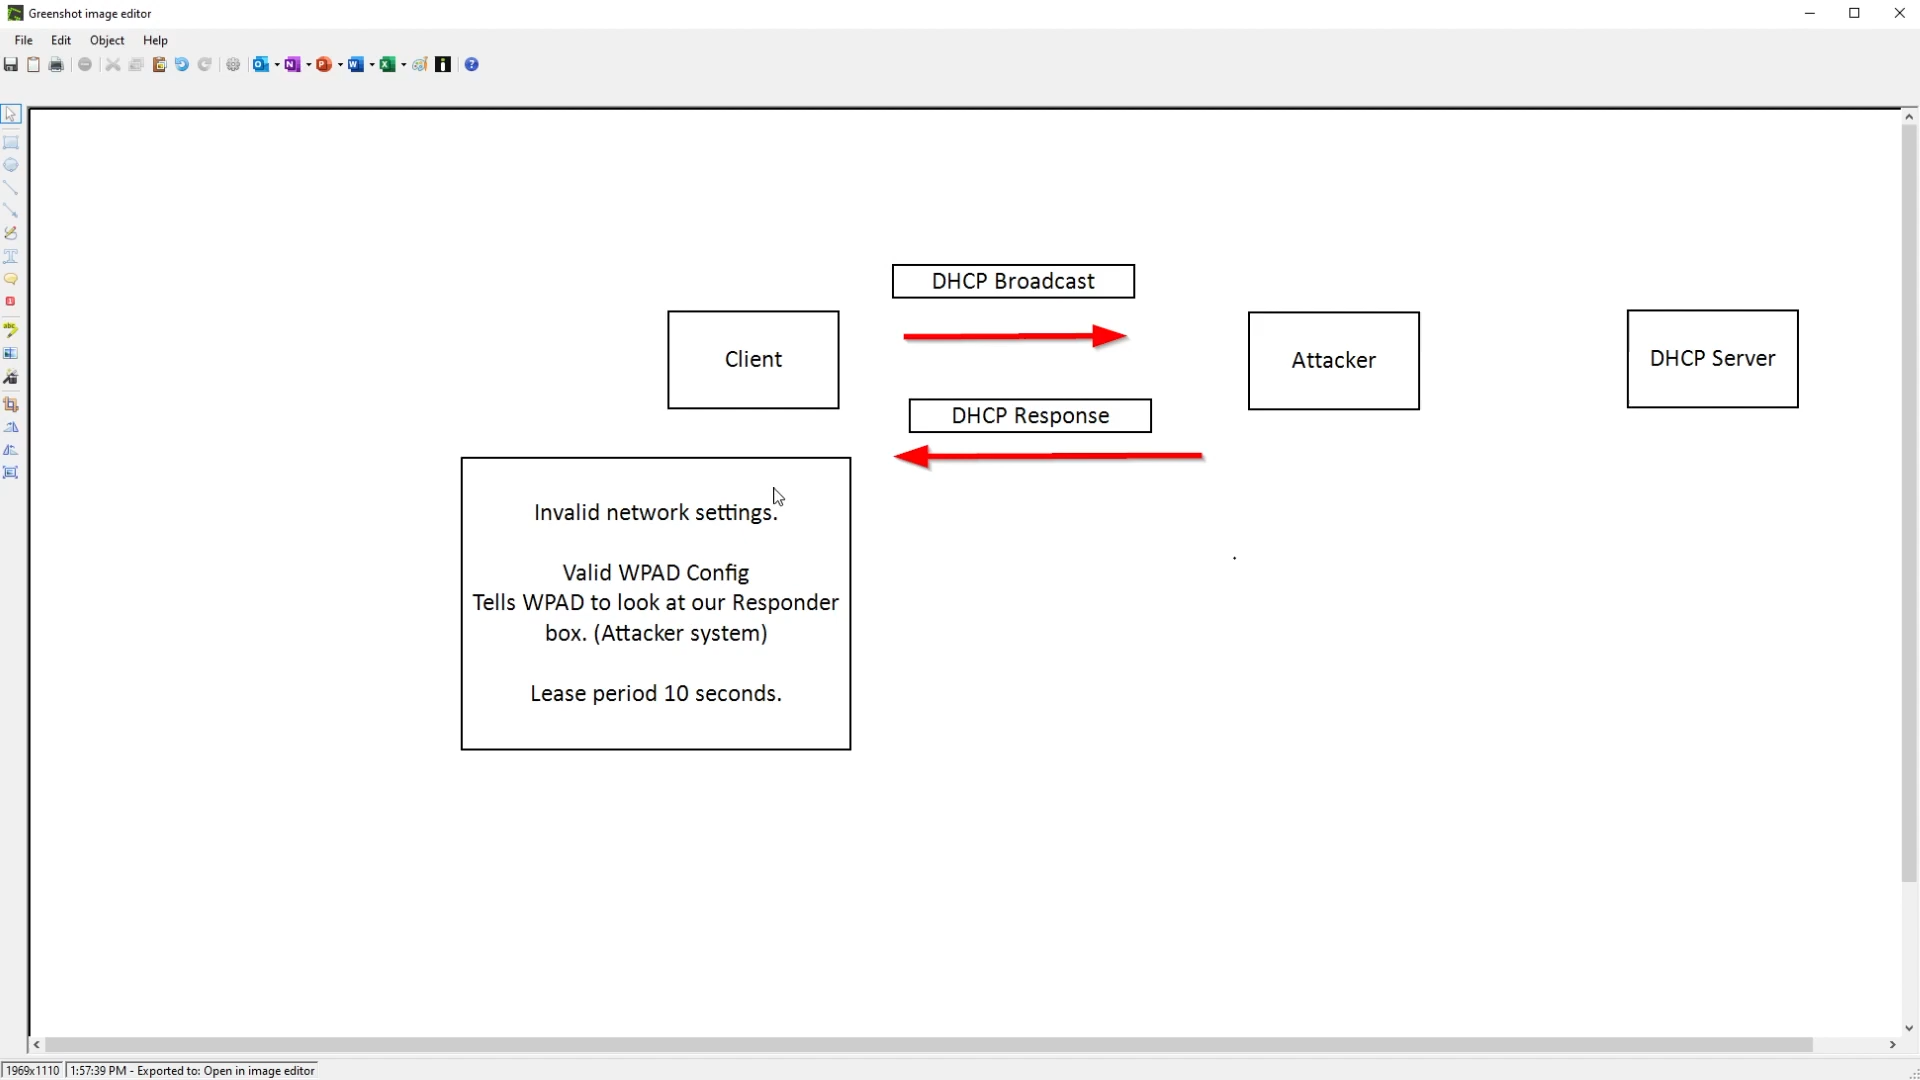 Greenshot image editor
File Edit Object Help
DHCP Broadcast
Client
Attacker
DHCP Server
DHCP Response
Invalid network settings.
Valid WPAD Config
Tells WPAD to look at our Responder
box. (Attacker system)
Lease period 10 seconds.
1969x1110 1:57:39 PM - Exported to: Open in image editor